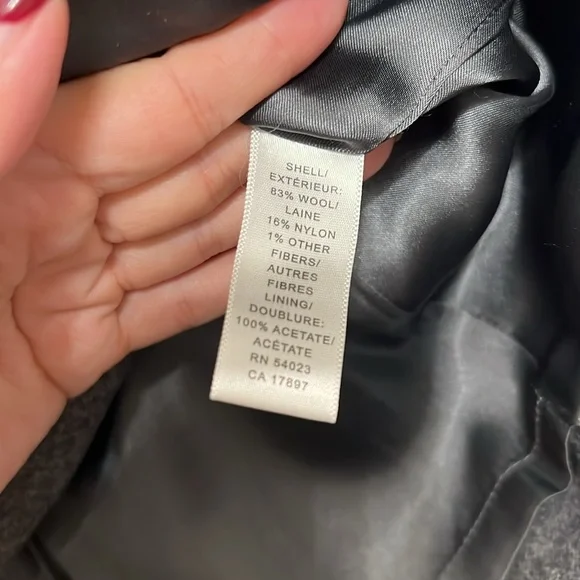 SHELL/
EXTÉRIEUR:
83% WOOL/
LAINE
16% NYLON
1% OTHER
FIBERS/
AUTRES
FIBRES
LINING/
DOUBLURE:
100% ACETATE/
ACÉTATE
RN 54023
CA 17897